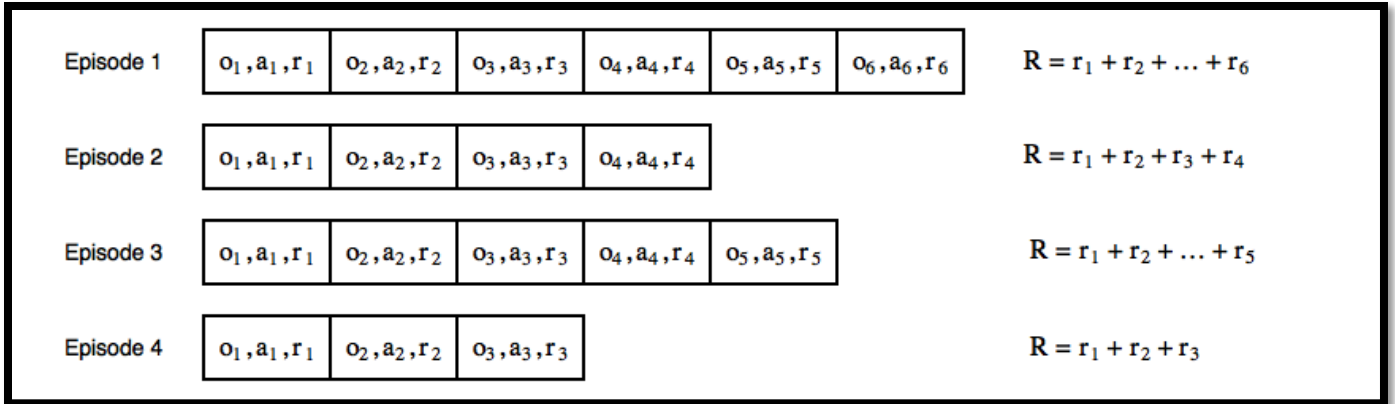 Episode 1 o₁,a₁,r₁ o₂,a₂,r₂ o₃,a₃,r₃ o₄,a₄,r₄ o₅,a₅,r₅ o₆,a₆,r₆ R = r₁ + r₂ + ... + r₆
Episode 2 o₁,a₁,r₁ o₂,a₂,r₂ o₃,a₃,r₃ o₄,a₄,r₄ R = r₁ + r₂ + r₃ + r₄
Episode 3 o₁,a₁,r₁ o₂,a₂,r₂ o₃,a₃,r₃ o₄,a₄,r₄ o₅,a₅,r₅ R = r₁ + r₂ + ... + r₅
Episode 4 o₁,a₁,r₁ o₂,a₂,r₂ o₃,a₃,r₃ R = r₁ + r₂ + r₃